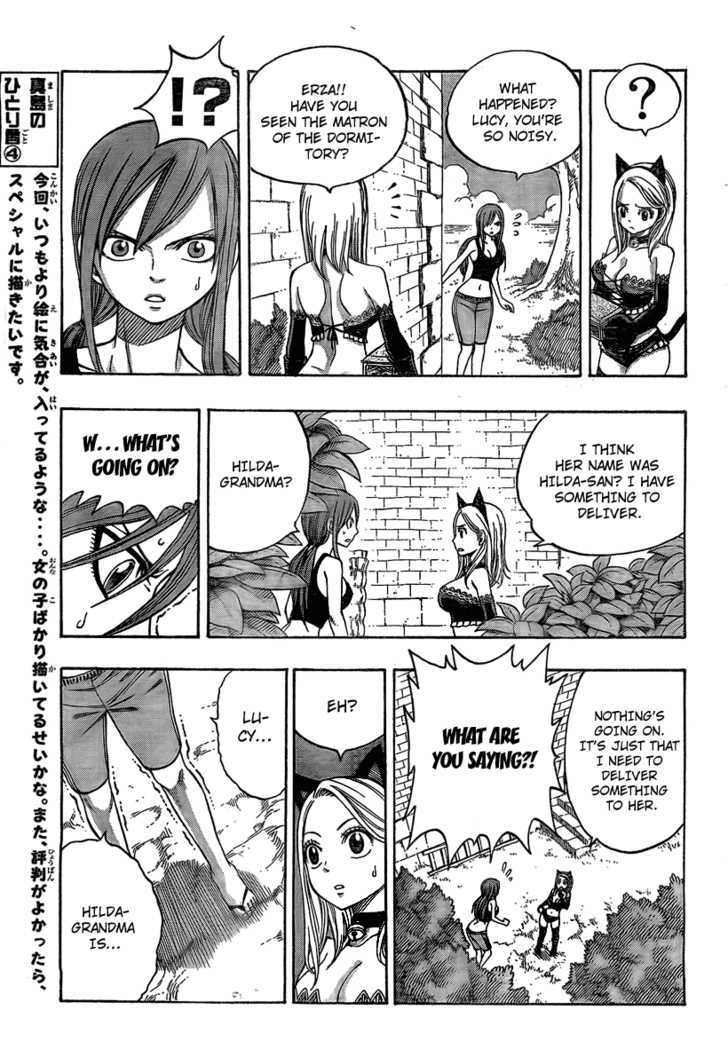 ?
WHAT
HAPPENED?
LUCY, YOU'RE
SO NOISY.
ERZA!!
HAVE YOU
SEEN THE MATRON
OF THE DORMI-
TORY?
!?
I THINK
HER NAME WAS
HILDA-SAN? I HAVE
SOMETHING TO
DELIVER.
HILDA-
GRANDMA?
W...WHAT'S
GOING ON?
NOTHING'S
GOING ON.
IT'S JUST THAT
I NEED TO
DELIVER
SOMETHING
TO HER.
WHAT ARE
YOU SAYING?!
EH?
LU-
CY...
HILDA-
GRANDMA
IS...
真島の
ひとり言④
今回、いつもより絵に気合が、入ってるような‥‥。女の子ばかり描いてるせいかな。また、評判がよかったら、
スペシャルに描きたいです。